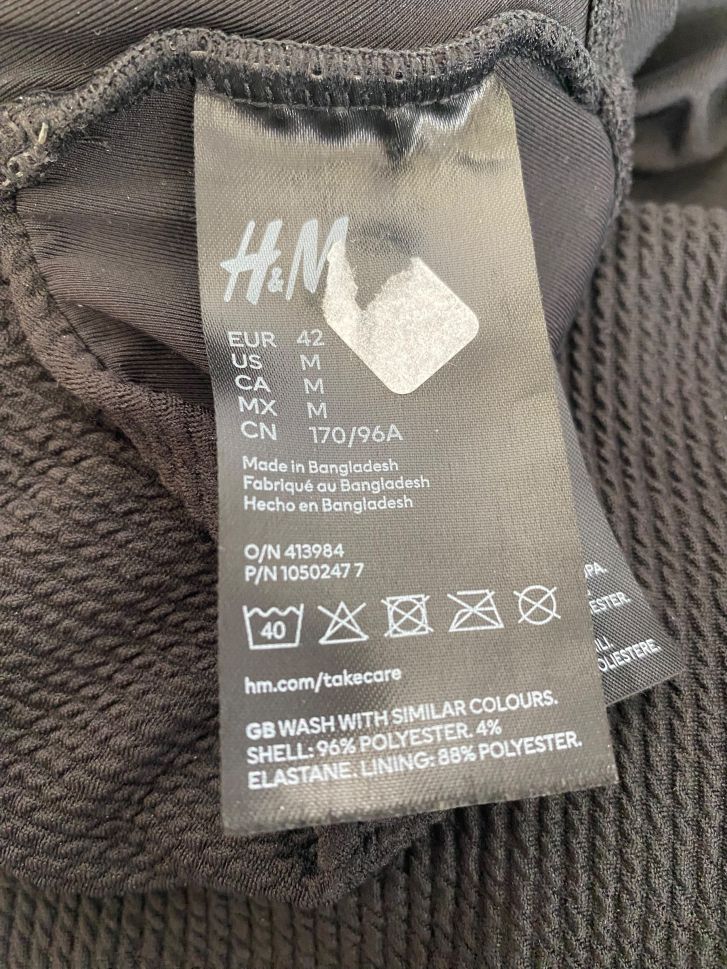 H&M
EUR 42
US M
CA M
MX M
CN 170/96A
Made in Bangladesh
Fabriqué au Bangladesh
Hecho en Bangladesh
O/N 413984
P/N 1050247 7
40
hm.com/takecare
GB WASH WITH SIMILAR COLOURS.
SHELL: 96% POLYESTER. 4%
ELASTANE. LINING: 88% POLYESTER.